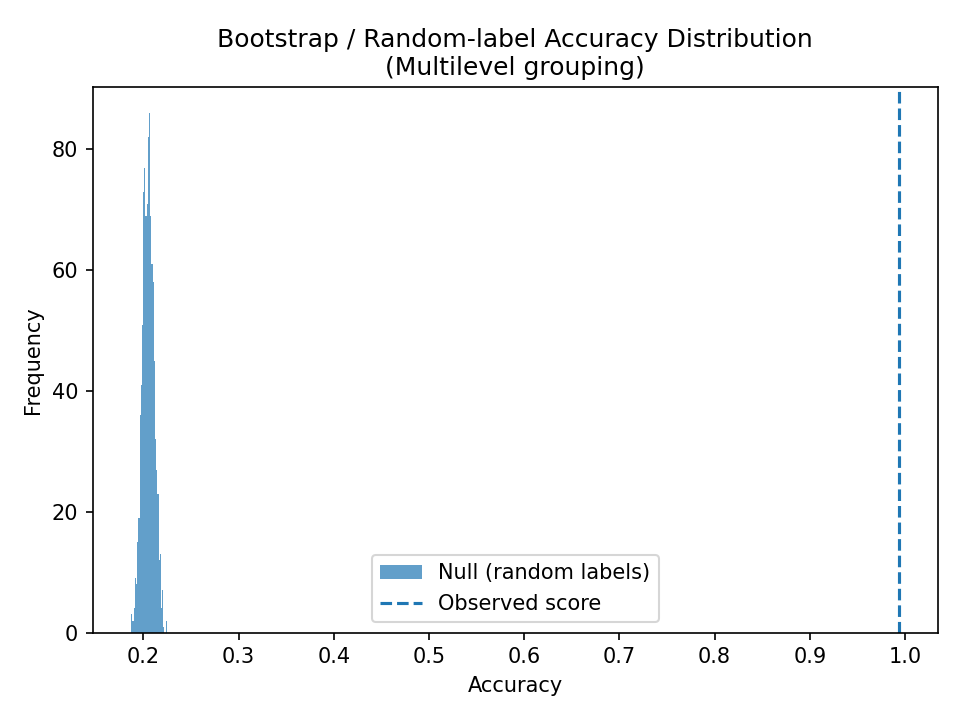 Bootstrap / Random-label Accuracy Distribution
(Multilevel grouping)
Frequency
80
60
40
20
0
Null (random labels)
Observed score
0.2 0.3 0.4 0.5 0.6 0.7 0.8 0.9 1.0
Accuracy